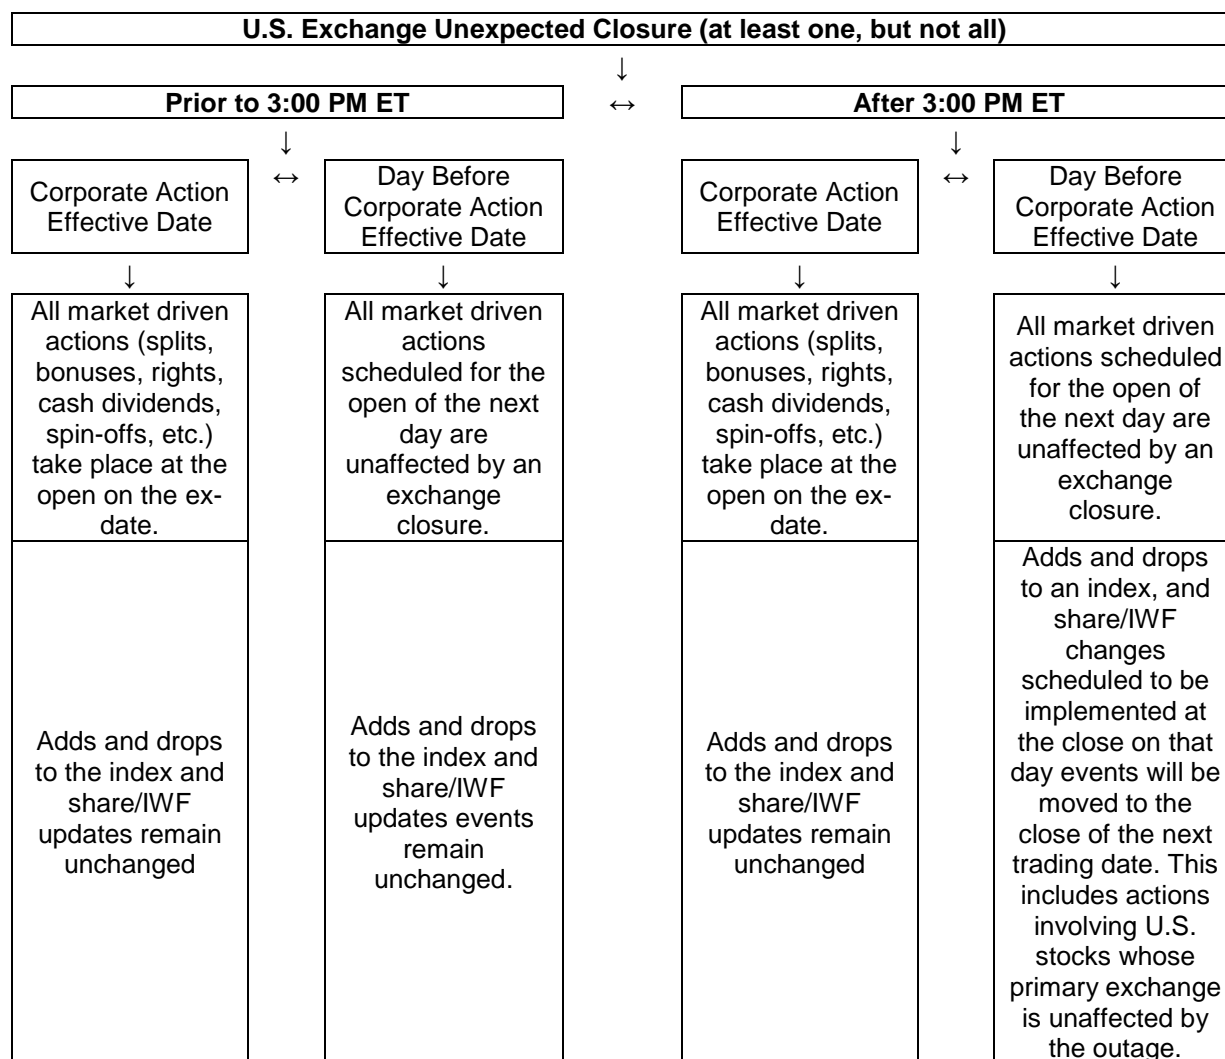 U.S. Exchange Unexpected Closure (at least one, but not all)
↓
Prior to 3:00 PM ET
↔
After 3:00 PM ET
↓
↓
Corporate Action
Effective Date
↔
Day Before
Corporate Action
Effective Date
Corporate Action
Effective Date
↔
Day Before
Corporate Action
Effective Date
↓
↓
↓
↓
All market driven
actions (splits,
bonuses, rights,
cash dividends,
spin-offs, etc.)
take place at the
open on the ex-
date.
All market driven
actions
scheduled for the
open of the next
day are
unaffected by an
exchange
closure.
All market driven
actions (splits,
bonuses, rights,
cash dividends,
spin-offs, etc.)
take place at the
open on the ex-
date.
All market driven
actions scheduled
for the open of
the next day are
unaffected by an
exchange
closure.
Adds and drops
to the index and
share/IWF
updates remain
unchanged
Adds and drops
to the index and
share/IWF
updates events
remain
unchanged.
Adds and drops
to the index and
share/IWF
updates remain
unchanged
Adds and drops
to an index, and
share/IWF
changes
scheduled to be
implemented at
the close on that
day events will be
moved to the
close of the next
trading date. This
includes actions
involving U.S.
stocks whose
primary exchange
is unaffected by
the outage.